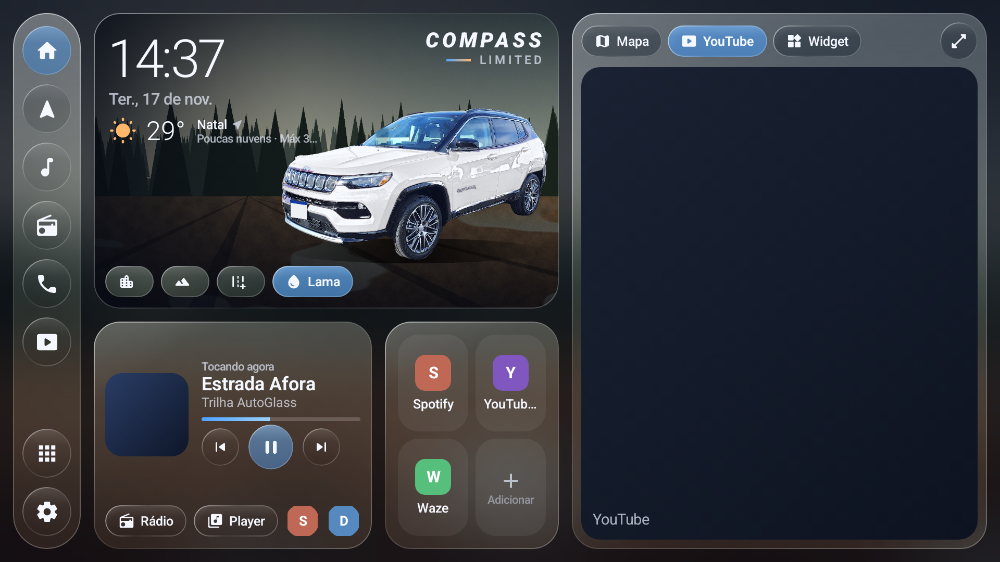 14:37
Ter., 17 de nov.
29°
Natal
Poucas nuvens · Máx 3...
COMPASS
LIMITED
Lama
Tocando agora
Estrada Afora
Trilha AutoGlass
Rádio
Player
S
D
S
Spotify
Y
YouTub...
W
Waze
Adicionar
Mapa
YouTube
Widget
YouTube